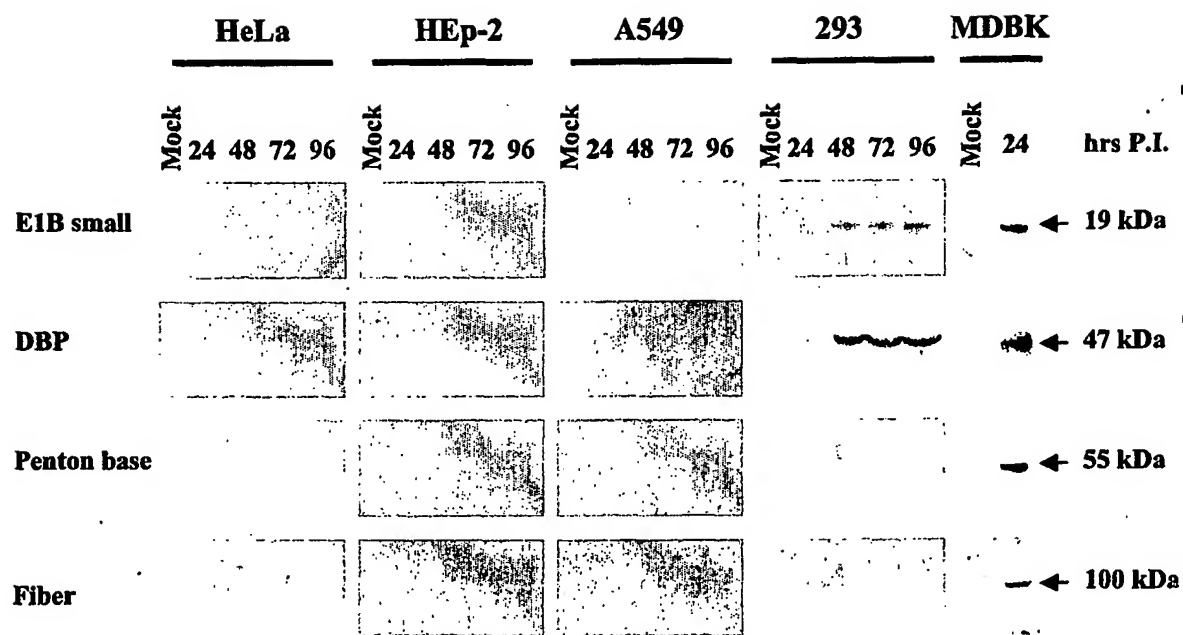 HeLa HEp-2 A549 293 MDBK
Mock 24 48 72 96 Mock 24 48 72 96 Mock 24 48 72 96 Mock 24 48 72 96 Mock 24 hrs P.I.
E1B small 19 kDa
DBP 47 kDa
Penton base 55 kDa
Fiber 100 kDa